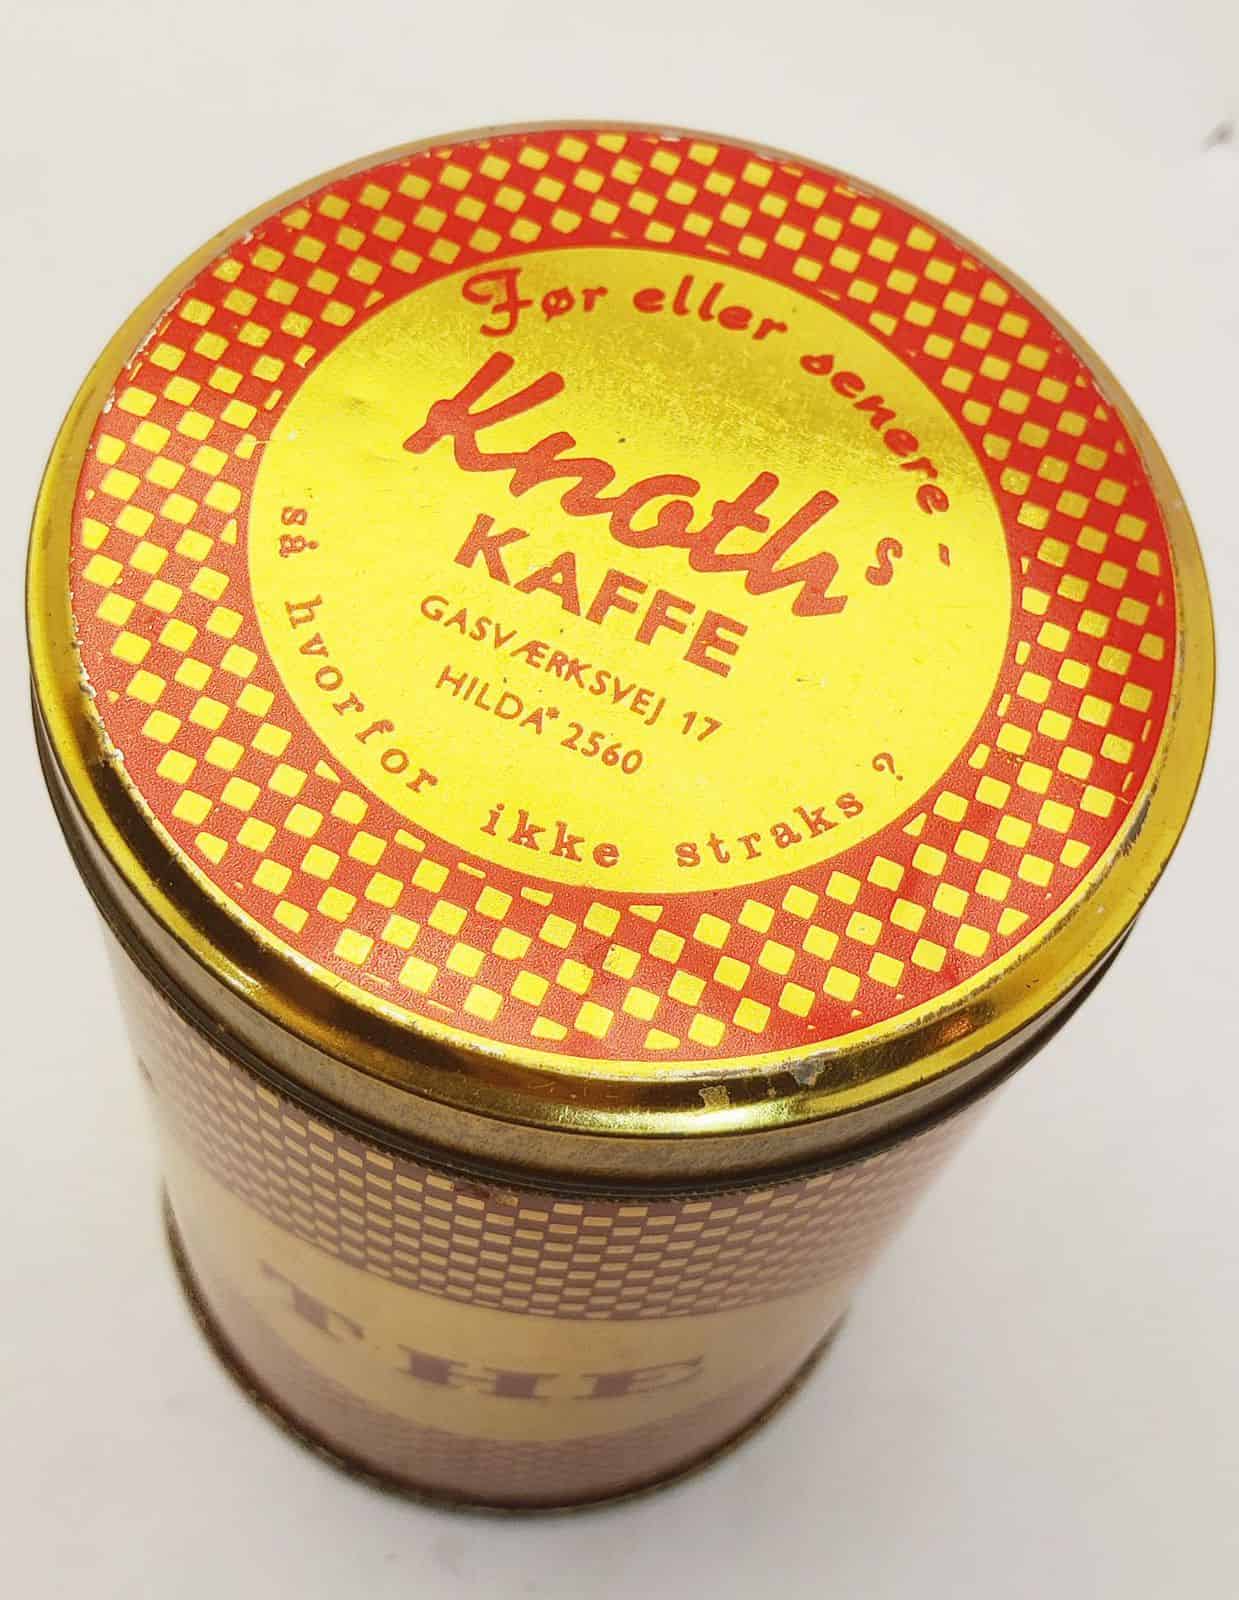 Før eller senere-
Knoth's
KAFFE
GASVÆRKSVEJ 17
HILDA* 2560
så hvorfor ikke straks?
THE